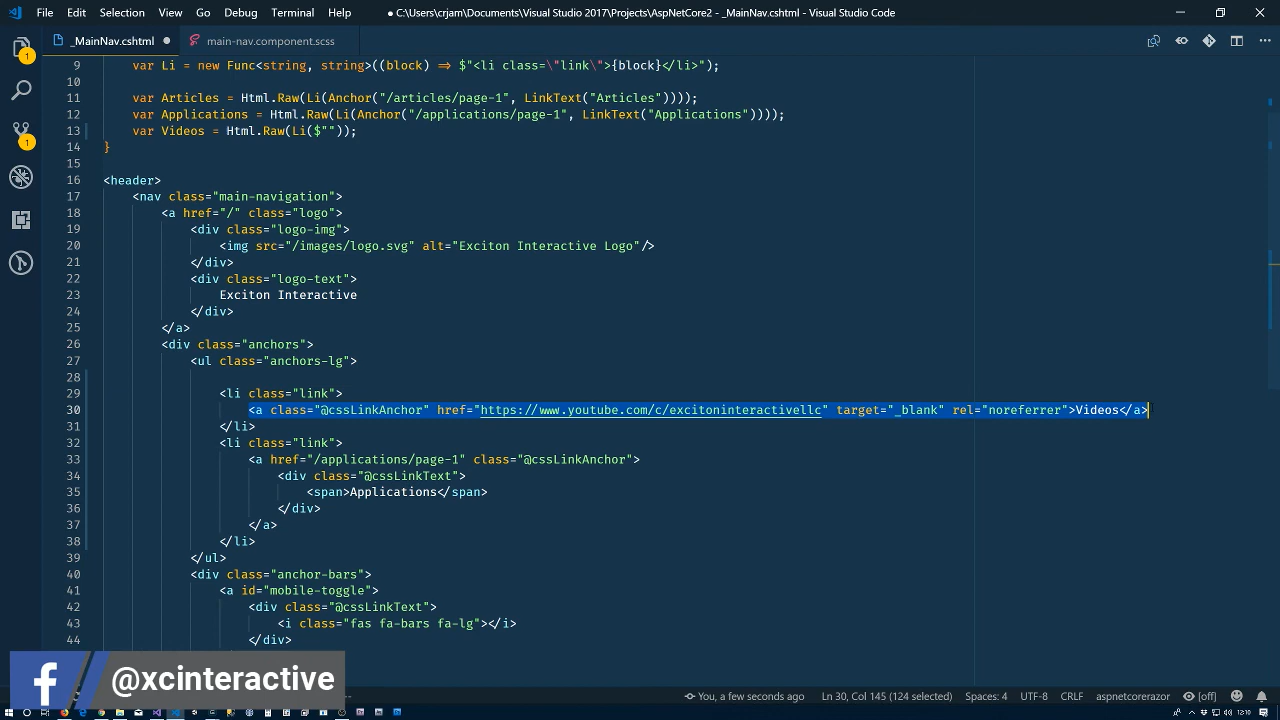 File Edit Selection View Go Debug Terminal Help
● C:\Users\crjam\Documents\Visual Studio 2017\Projects\AspNetCore2 - _MainNav.cshtml - Visual Studio Code
_MainNav.cshtml ●
main-nav.component.scss
9 var Li = new Func<string, string>((block) => $"<li class=\"link\">{block}</li>");
10
11 var Articles = Html.Raw(Li(Anchor("/articles/page-1", LinkText("Articles"))));
12 var Applications = Html.Raw(Li(Anchor("/applications/page-1", LinkText("Applications"))));
13 var Videos = Html.Raw(Li($""));
14 }
15
16 <header>
17 <nav class="main-navigation">
18 <a href="/" class="logo">
19 <div class="logo-img">
20 <img src="/images/logo.svg" alt="Exciton Interactive Logo"/>
21 </div>
22 <div class="logo-text">
23 Exciton Interactive
24 </div>
25 </a>
26 <div class="anchors">
27 <ul class="anchors-lg">
28
29 <li class="link">
30 <a class="@cssLinkAnchor" href="https://www.youtube.com/c/excitoninteractivellc" target="_blank" rel="noreferrer">Videos</a>
31 </li>
32 <li class="link">
33 <a href="/applications/page-1" class="@cssLinkAnchor">
34 <div class="@cssLinkText">
35 <span>Applications</span>
36 </div>
37 </a>
38 </li>
39 </ul>
40 <div class="anchor-bars">
41 <a id="mobile-toggle">
42 <div class="@cssLinkText">
43 <i class="fas fa-bars fa-lg"></i>
44 </div>
1
1
f @xcinteractive
You, a few seconds ago Ln 30, Col 145 (124 selected) Spaces: 4 UTF-8 CRLF aspnetcorerazor [off]
12:10